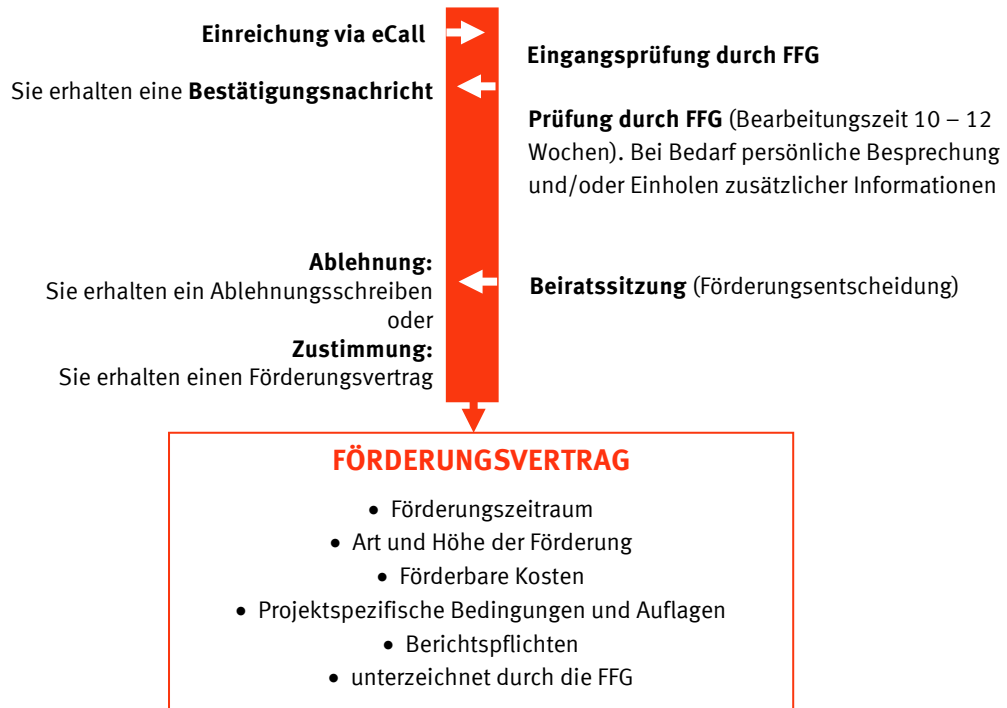 Einreichung via eCall
Eingangsprüfung durch FFG
Sie erhalten eine Bestätigungsnachricht
Prüfung durch FFG (Bearbeitungszeit 10 – 12
Wochen). Bei Bedarf persönliche Besprechung
und/oder Einholen zusätzlicher Informationen
Ablehnung:
Sie erhalten ein Ablehnungsschreiben
oder
Zustimmung:
Sie erhalten einen Förderungsvertrag
Beiratssitzung (Förderungsentscheidung)
FÖRDERUNGSVERTRAG
• Förderungszeitraum
• Art und Höhe der Förderung
• Förderbare Kosten
• Projektspezifische Bedingungen und Auflagen
• Berichtspflichten
• unterzeichnet durch die FFG